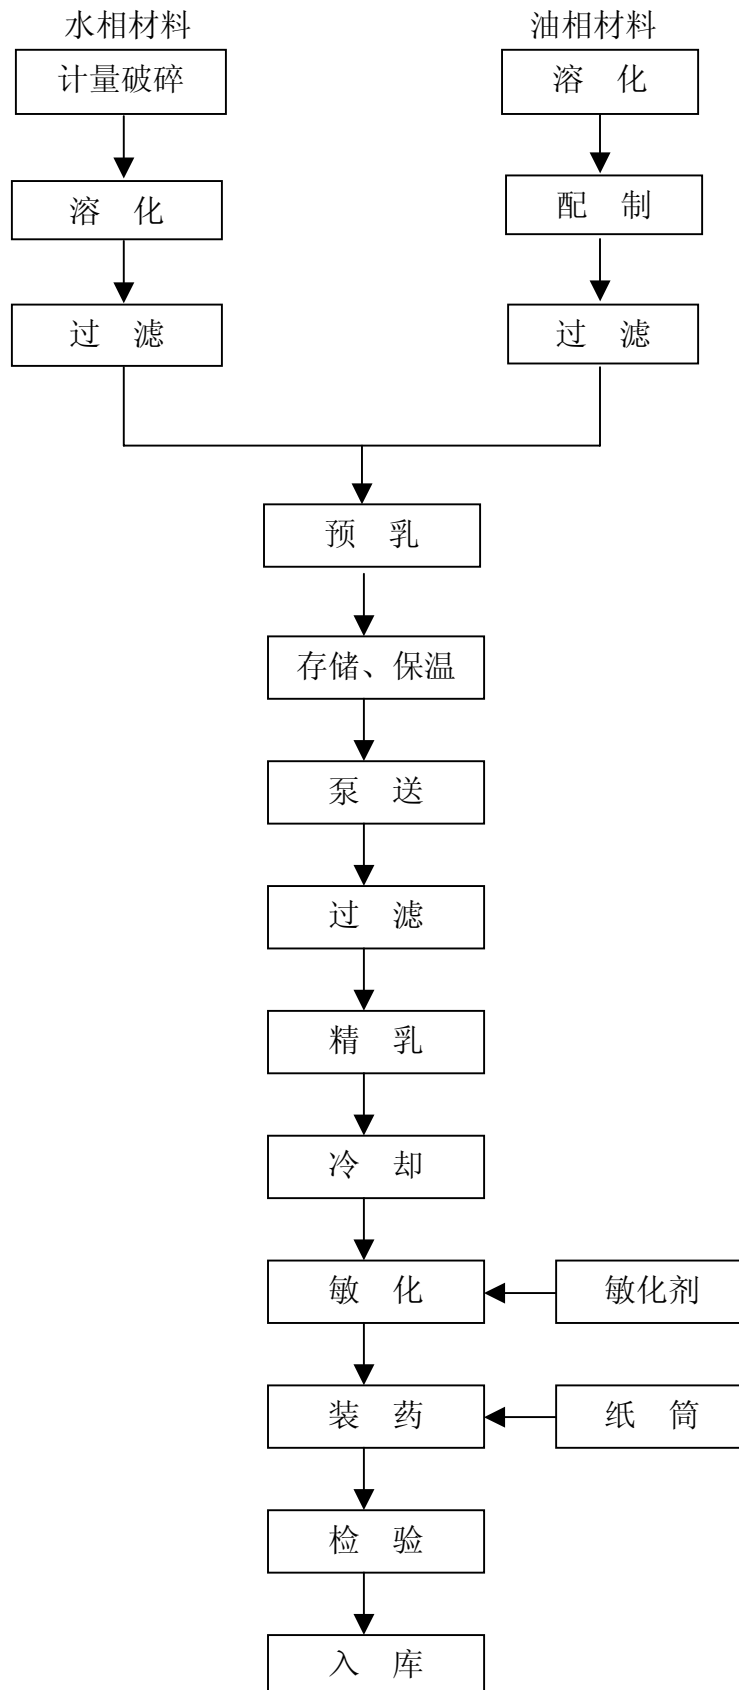 水相材料
油相材料
计量破碎
溶 化
溶 化
配 制
过 滤
过 滤
预 乳
存储、保温
泵 送
过 滤
精 乳
冷 却
敏 化
敏化剂
装 药
纸 筒
检 验
入 库